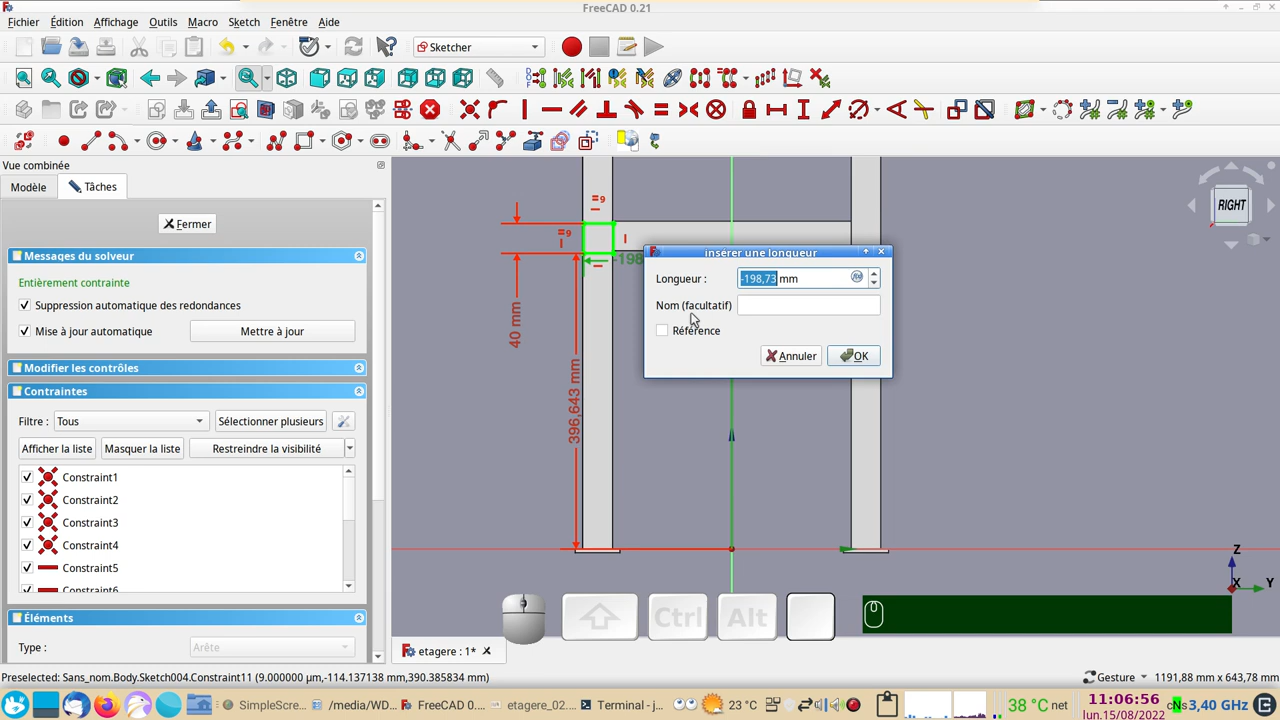 FreeCAD 0.21
Fichier Édition Affichage Outils Macro Sketch Fenêtre Aide
Sketcher
Vue combinée
Modèle Tâches
Fermer
Messages du solveur
Entièrement contrainte
Suppression automatique des redondances
Mise à jour automatique Mettre à jour
Modifier les contrôles
Contraintes
Filtre : Tous Sélectionner plusieurs
Afficher la liste Masquer la liste Restreindre la visibilité
Constraint1
Constraint2
Constraint3
Constraint4
Constraint5
Constraint6
Éléments
Type : Arête
40 mm
396,643 mm
-198
insérer une longueur
Longueur : -198,73 mm
Nom (facultatif)
Référence
Annuler OK
RIGHT
Z
X Y
Ctrl Alt
etagere : 1*
Preselected: Sans_nom.Body.Sketch004.Constraint11 (9.000000 µm,-114.137138 mm,390.385834 mm) Gesture 1191,88 mm x 643,78 mm
SimpleScre... /media/WD... FreeCAD 0.... etagere_02.... Terminal - j... 23 °C 38 °C net 11:06:56 3,40 GHz
lun.15/08/2022